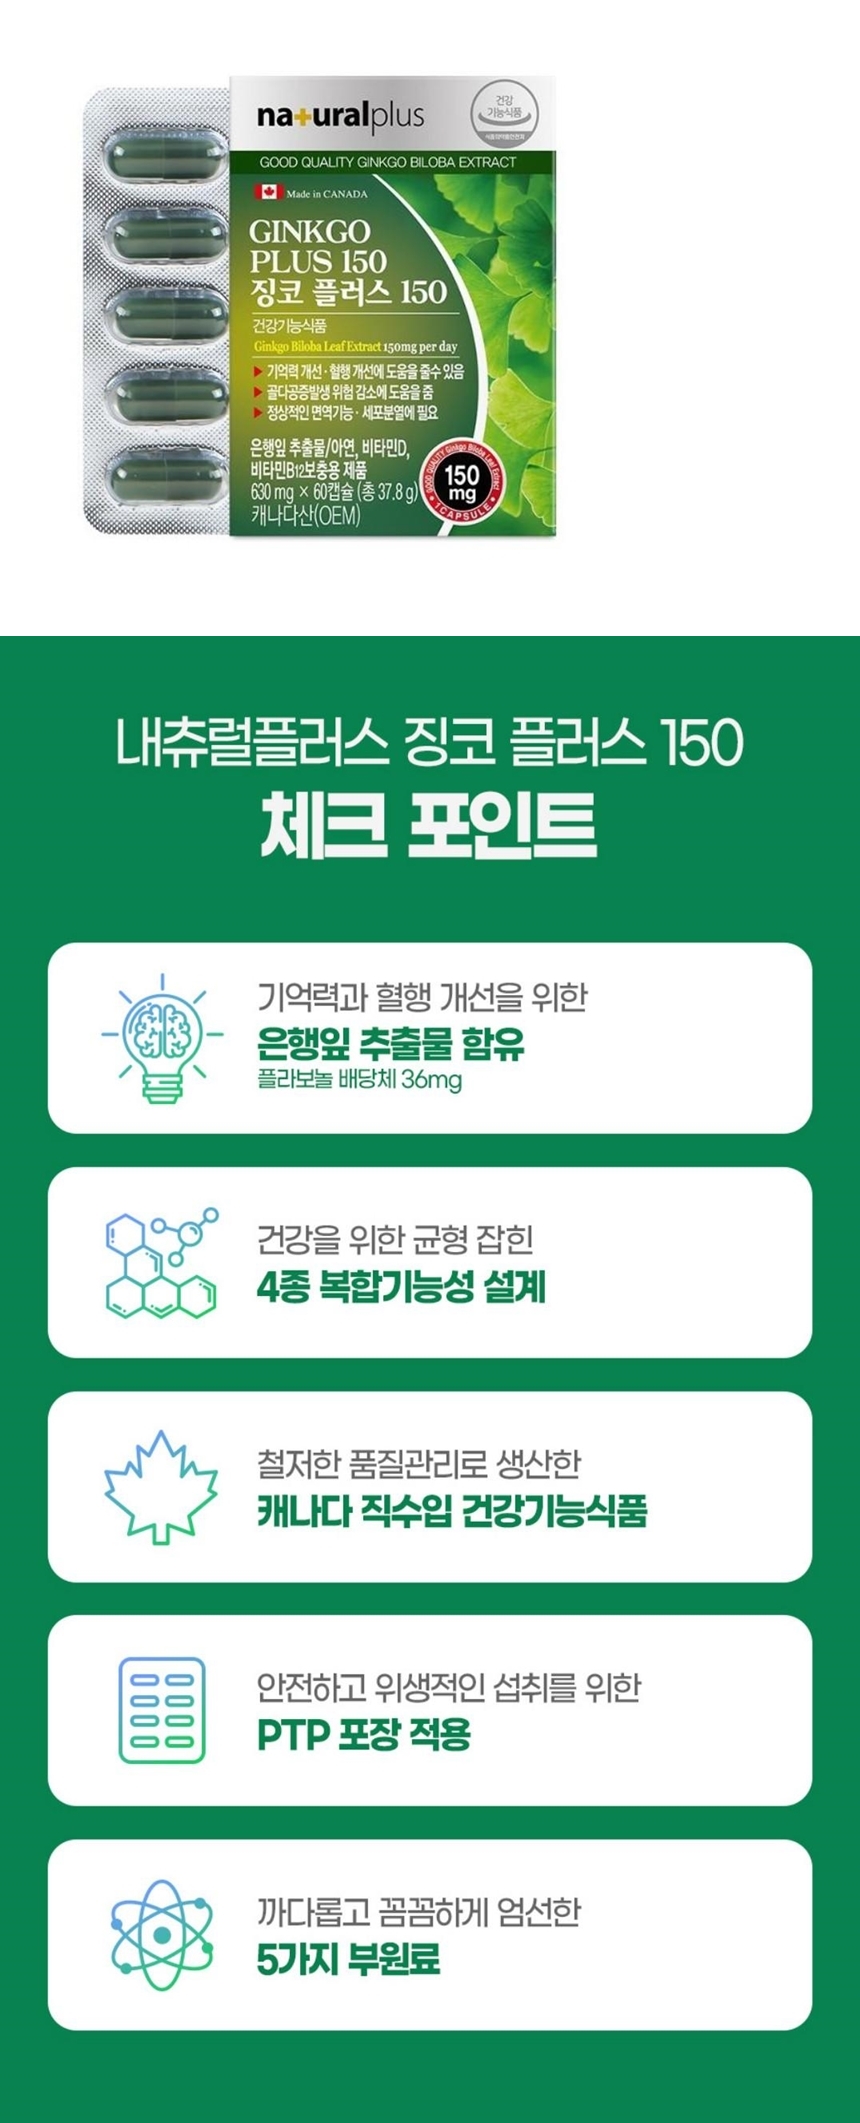 na+uralplus
건강
기능식품
식품의약품안전처
GOOD QUALITY GINKGO BILOBA EXTRACT
Made in CANADA
GINKGO
PLUS 150
징코 플러스 150
건강기능식품
Ginkgo Biloba Leaf Extract 150mg per day
▶ 기억력 개선 · 혈행 개선에 도움을 줄수 있음
▶ 골다공증발생 위험 감소에 도움을 줌
▶ 정상적인 면역기능 · 세포분열에 필요
은행잎 추출물/아연, 비타민D,
비타민B12보충용 제품
630 mg × 60캡슐 (총 37.8 g)
캐나다산(OEM)
GOOD QUALITY Ginkgo Biloba Leaf Extract
150
mg
1CAPSULE
내츄럴플러스 징코 플러스 150
체크 포인트
기억력과 혈행 개선을 위한
은행잎 추출물 함유
플라보놀 배당체 36mg
건강을 위한 균형 잡힌
4종 복합기능성 설계
철저한 품질관리로 생산한
캐나다 직수입 건강기능식품
안전하고 위생적인 섭취를 위한
PTP 포장 적용
까다롭고 꼼꼼하게 엄선한
5가지 부원료